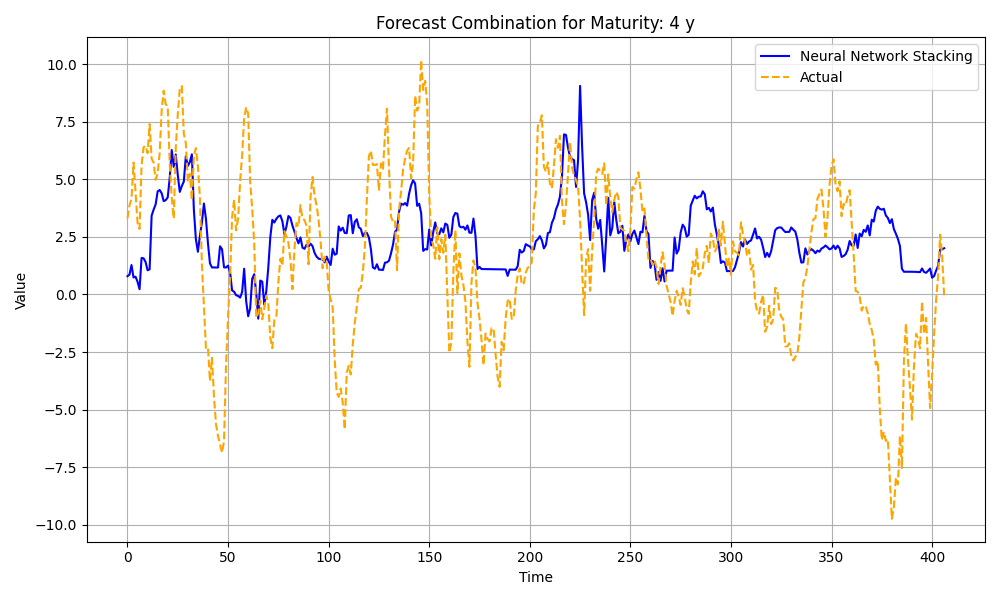 Forecast Combination for Maturity: 4 y
Neural Network Stacking
Actual
Value
10.0
7.5
5.0
2.5
0.0
−2.5
−5.0
−7.5
−10.0
0 50 100 150 200 250 300 350 400
Time